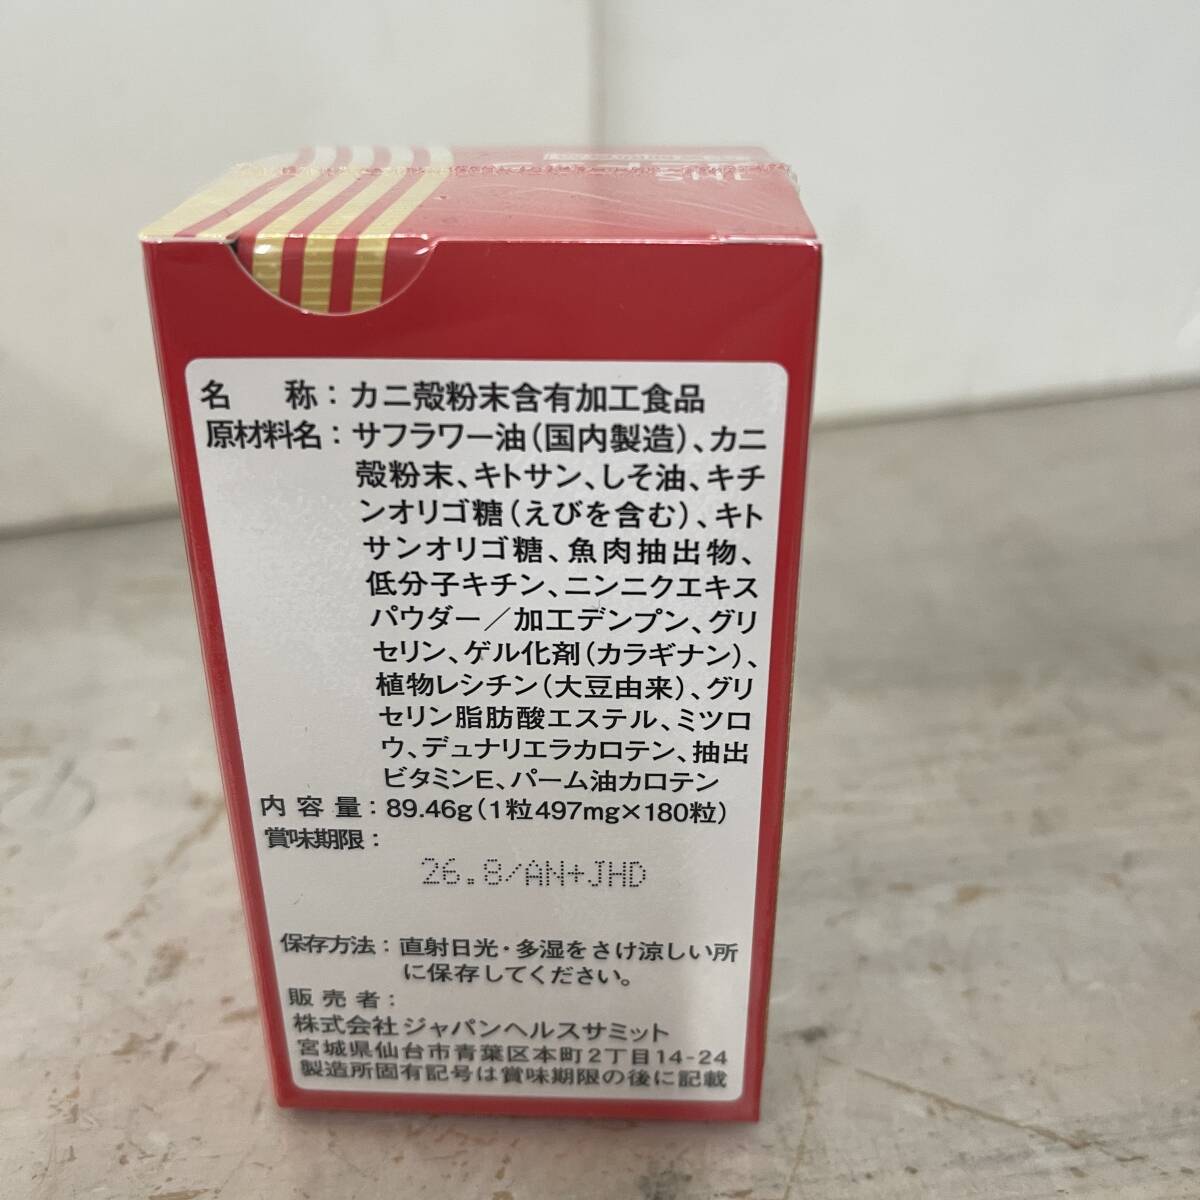 名　　称：カニ殻粉末含有加工食品
原材料名：サフラワー油（国内製造）、カニ
殻粉末、キトサン、しそ油、キチ
ンオリゴ糖（えびを含む）、キト
サンオリゴ糖、魚肉抽出物、
低分子キチン、ニンニクエキス
パウダー／加工デンプン、グリ
セリン、ゲル化剤（カラギナン）、
植物レシチン（大豆由来）、グリ
セリン脂肪酸エステル、ミツロ
ウ、デュナリエラカロテン、抽出
ビタミンE、パーム油カロテン
内 容 量：89.46g（1粒497mg×180粒）
賞味期限：
26.8/AN+JHD
保存方法：直射日光・多湿をさけ涼しい所
に保存してください。
販 売 者：
株式会社ジャパンヘルスサミット
宮城県仙台市青葉区本町2丁目14-24
製造所固有記号は賞味期限の後に記載